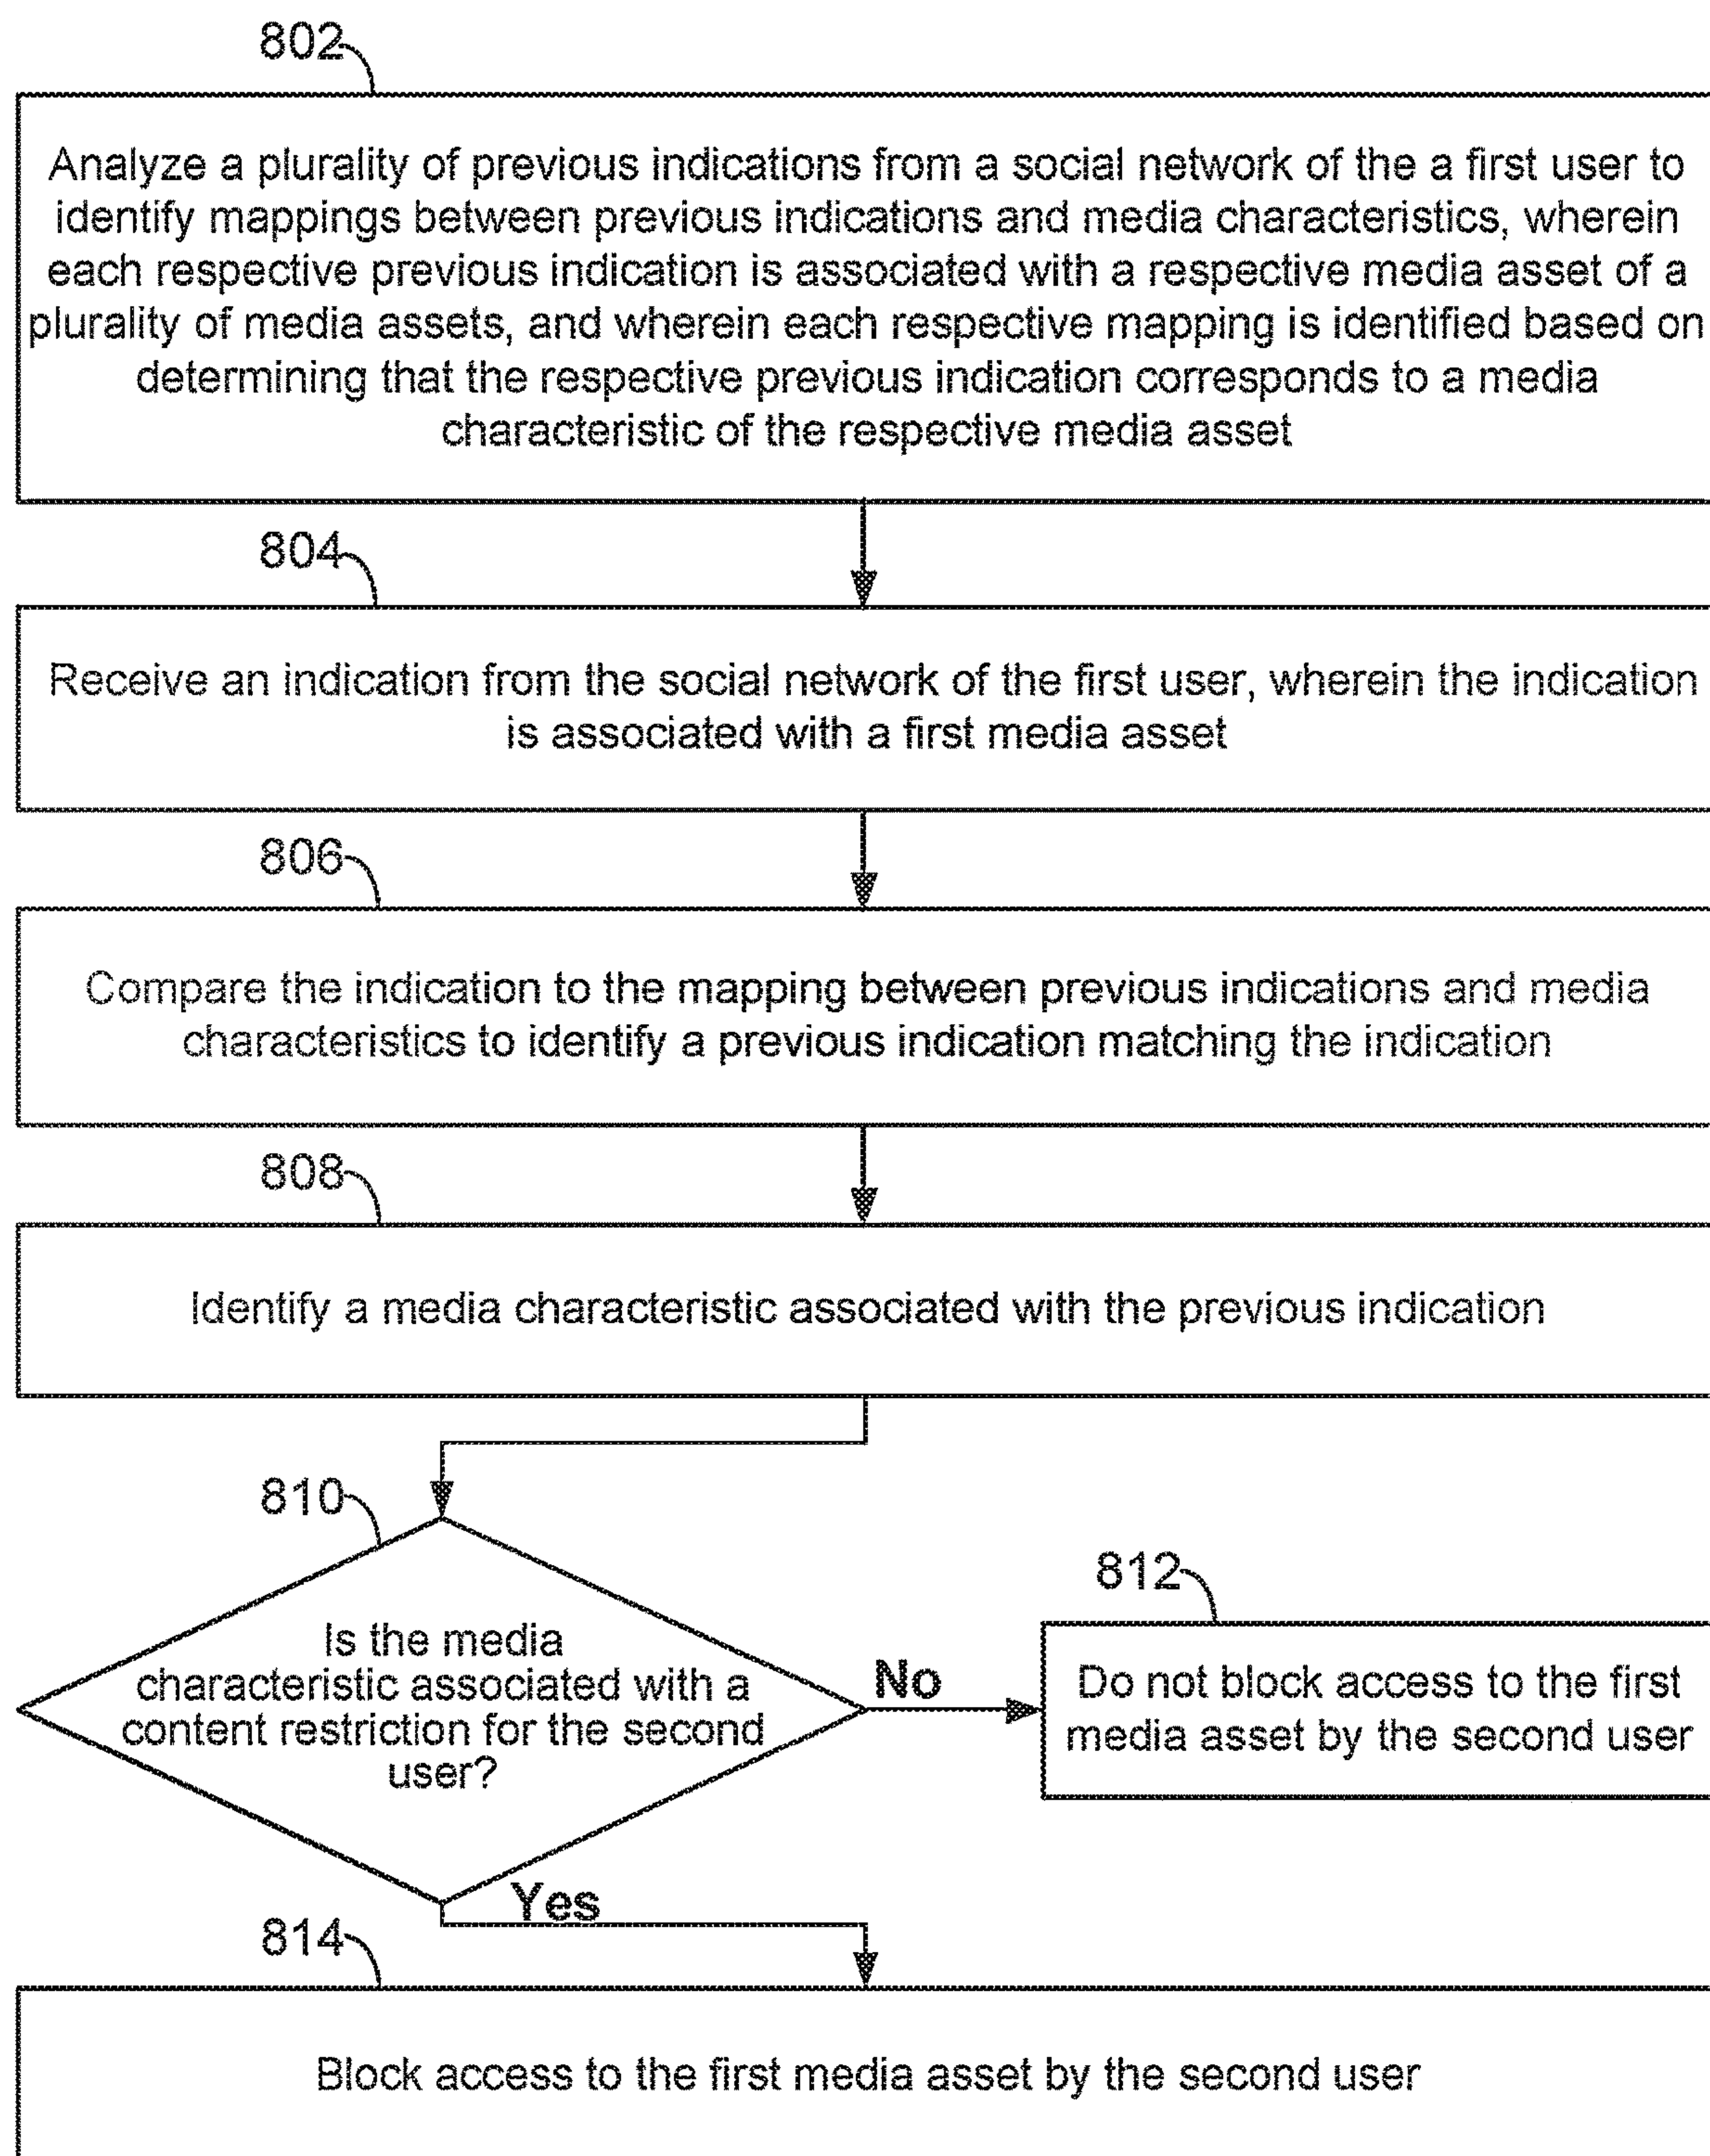 802
Analyze a plurality of previous indications from a social network of the a first user to
identify mappings between previous indications and media characteristics, wherein
each respective previous indication is associated with a respective media asset of a
plurality of media assets, and wherein each respective mapping is identified based on
determining that the respective previous indication corresponds to a media
characteristic of the respective media asset
804
Receive an indication from the social network of the first user, wherein the indication
is associated with a first media asset
806
Compare the indication to the mapping between previous indications and media
characteristics to identify a previous indication matching the indication
808
Identify a media characteristic associated with the previous indication
810
Is the media
characteristic associated with a
content restriction for the second
user?
No
812
Do not block access to the first
media asset by the second user
Yes
814
Block access to the first media asset by the second user